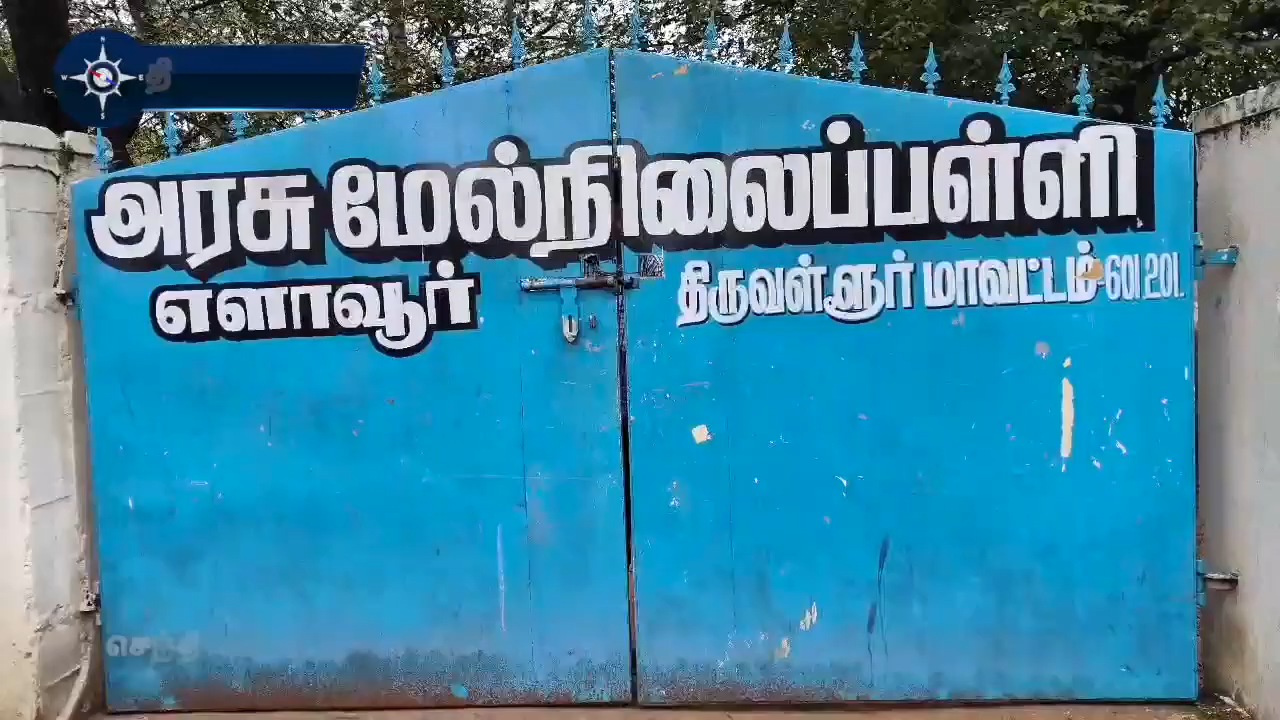 அரசு மேல்நிலைப்பள்ளி
எளாவூர்
திருவள்ளூர் மாவட்டம்-601 201.